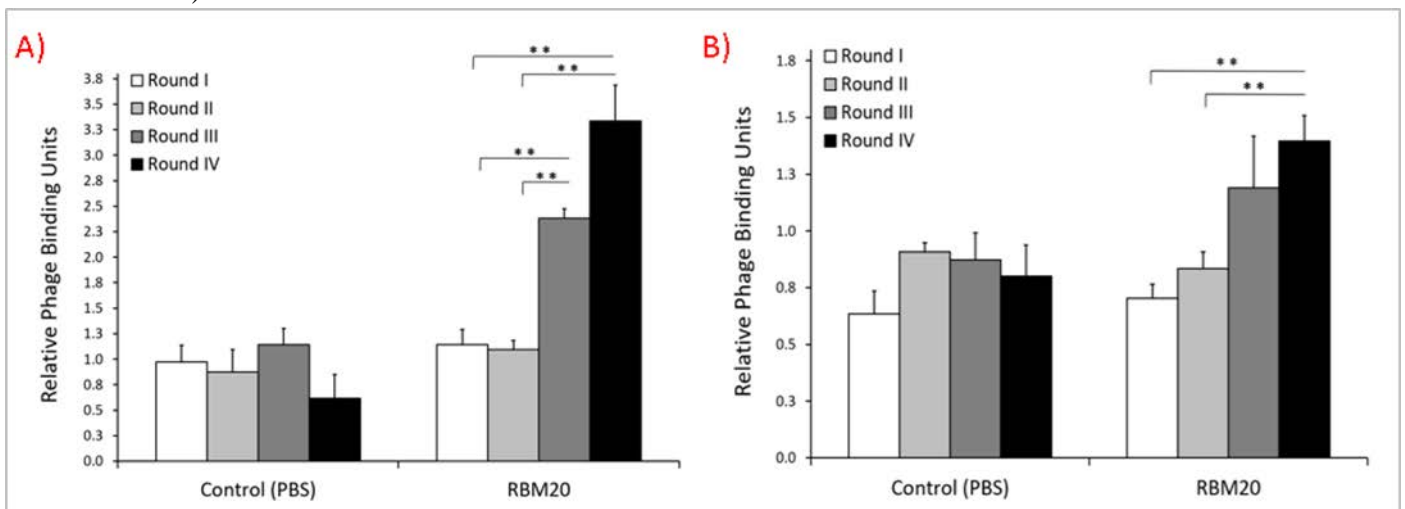 A)
Relative Phage Binding Units
3.8
3.5
3.3
3.0
2.8
2.5
2.3
2.0
1.8
1.5
1.3
1.0
0.8
0.5
0.3
0.0
Round I
Round II
Round III
Round IV
**
**
**
**
Control (PBS)
RBM20
B)
Relative Phage Binding Units
1.8
1.5
1.3
1.0
0.8
0.5
0.3
0.0
Round I
Round II
Round III
Round IV
**
**
Control (PBS)
RBM20